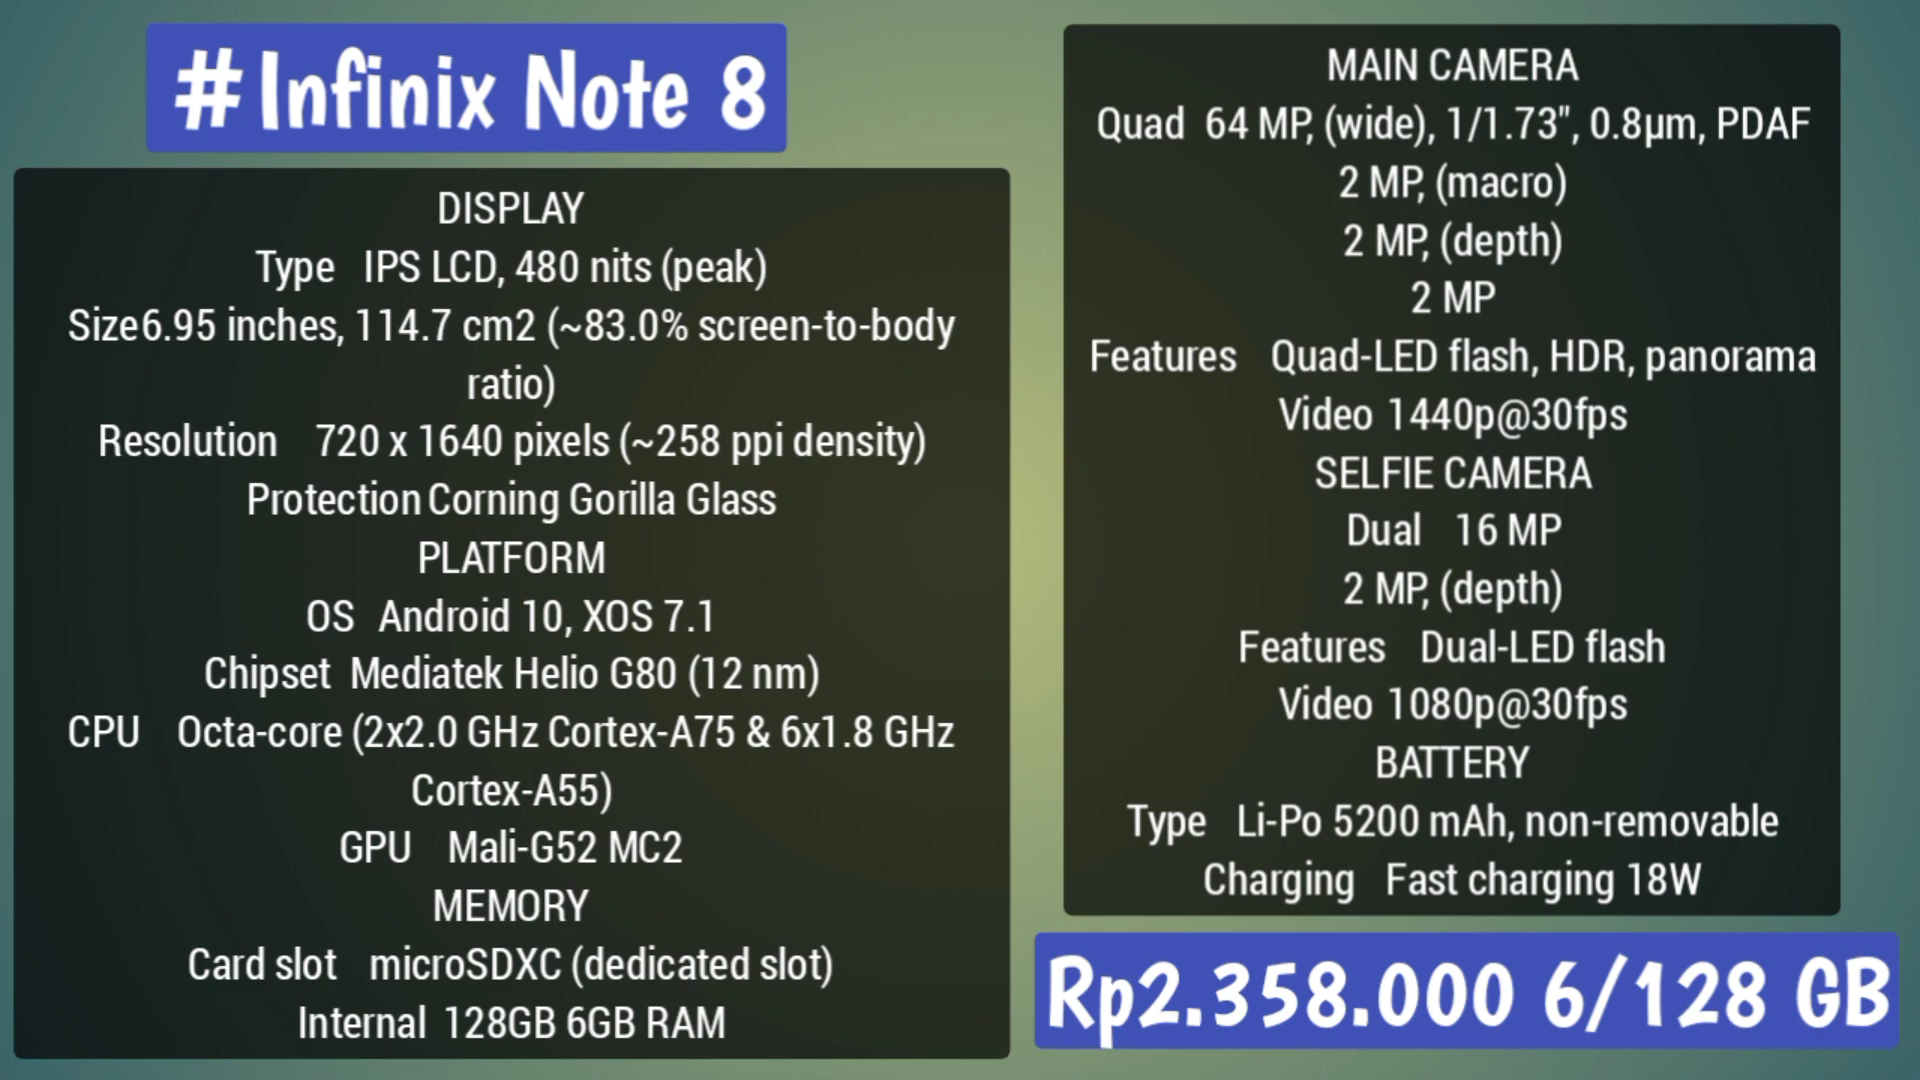 #Infinix Note 8
DISPLAY
Type IPS LCD, 480 nits (peak)
Size6.95 inches, 114.7 cm2 (~83.0% screen-to-body
ratio)
Resolution 720 x 1640 pixels (~258 ppi density)
Protection Corning Gorilla Glass
PLATFORM
OS Android 10, XOS 7.1
Chipset Mediatek Helio G80 (12 nm)
CPU Octa-core (2x2.0 GHz Cortex-A75 & 6x1.8 GHz
Cortex-A55)
GPU Mali-G52 MC2
MEMORY
Card slot microSDXC (dedicated slot)
Internal 128GB 6GB RAM
MAIN CAMERA
Quad 64 MP, (wide), 1/1.73", 0.8µm, PDAF
2 MP, (macro)
2 MP, (depth)
2 MP
Features Quad-LED flash, HDR, panorama
Video 1440p@30fps
SELFIE CAMERA
Dual 16 MP
2 MP, (depth)
Features Dual-LED flash
Video 1080p@30fps
BATTERY
Type Li-Po 5200 mAh, non-removable
Charging Fast charging 18W
Rp2.358.000 6/128 GB